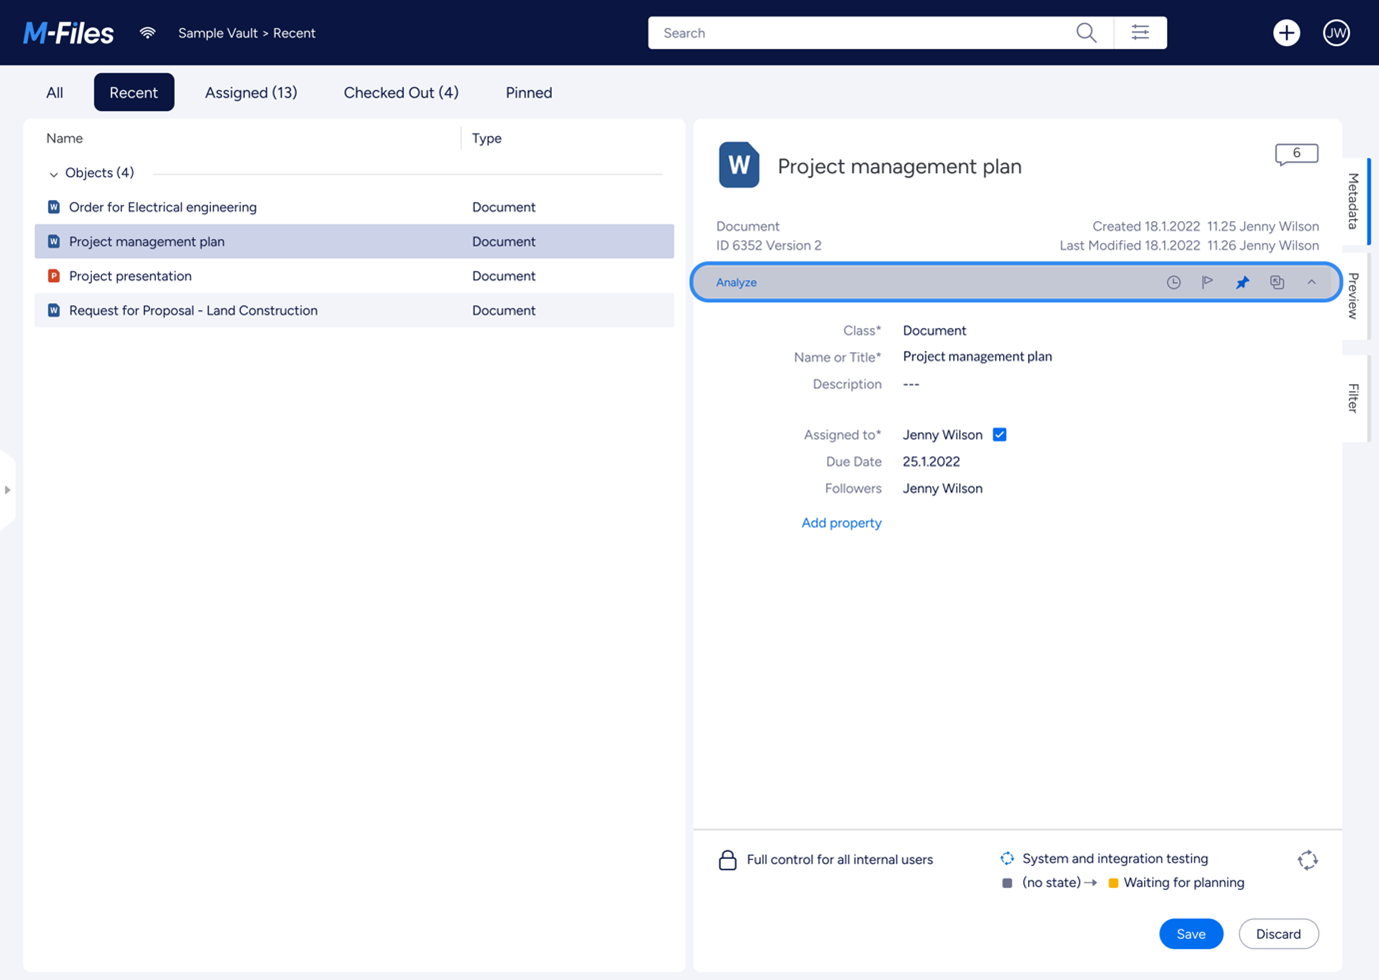 M-Files
Sample Vault > Recent
Search
JW
All
Recent
Assigned (13)
Checked Out (4)
Pinned
Name
Type
Objects (4)
W Order for Electrical engineering Document
W Project management plan Document
P Project presentation Document
W Request for Proposal - Land Construction Document
W
Project management plan
6
Document
Created 18.1.2022 11.25 Jenny Wilson
ID 6352 Version 2
Last Modified 18.1.2022 11.26 Jenny Wilson
Analyze
Class* Document
Name or Title* Project management plan
Description ---
Assigned to* Jenny Wilson
Due Date 25.1.2022
Followers Jenny Wilson
Add property
Metadata
Preview
Filter
Full control for all internal users
System and integration testing
(no state) → Waiting for planning
Save
Discard